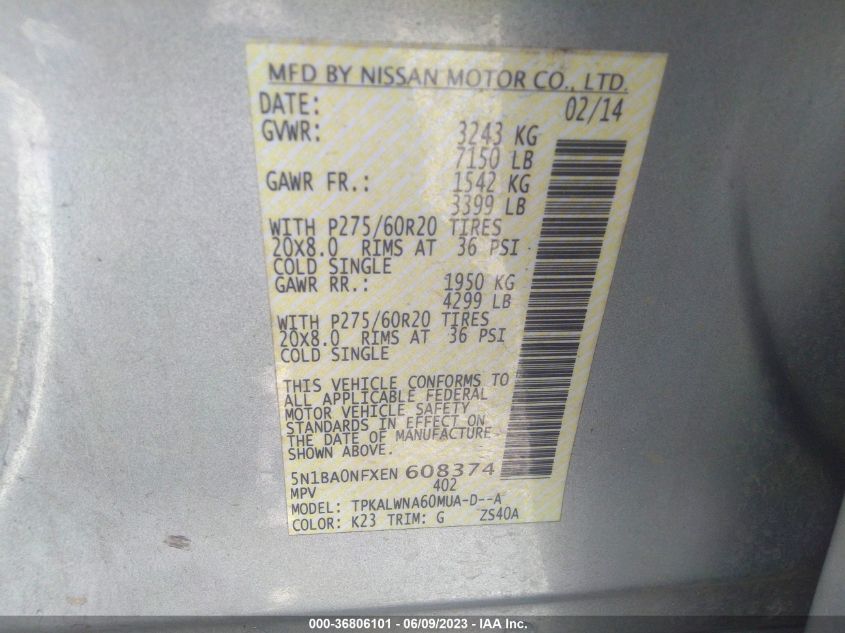 MFD BY NISSAN MOTOR CO., LTD.
DATE: 02/14
GVWR: 3243 KG
7150 LB
GAWR FR.: 1542 KG
3399 LB
WITH P275/60R20 TIRES
20X8.0 RIMS AT 36 PSI
COLD SINGLE
GAWR RR.: 1950 KG
4299 LB
WITH P275/60R20 TIRES
20X8.0 RIMS AT 36 PSI
COLD SINGLE
THIS VEHICLE CONFORMS TO
ALL APPLICABLE FEDERAL
MOTOR VEHICLE SAFETY
STANDARDS IN EFFECT ON
THE DATE OF MANUFACTURE
SHOWN ABOVE.
5N1BA0NFXEN 608374
MPV 402
MODEL: TPKALWNA60MUA-D--A
COLOR: K23 TRIM: G ZS40A
000-36806101 - 06/09/2023 - IAA Inc.